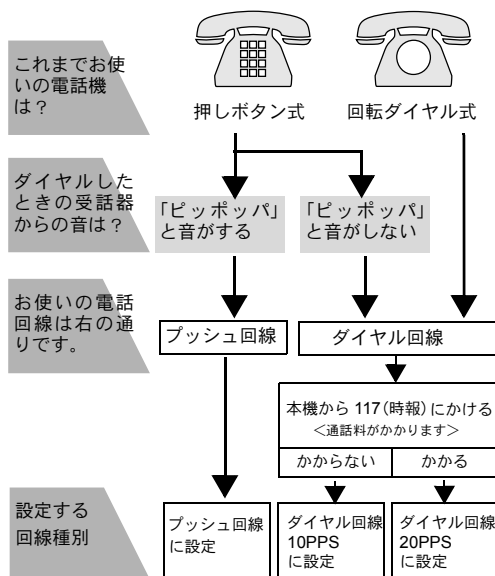 これまでお使
いの電話機
は？
押しボタン式
回転ダイヤル式
ダイヤルした
ときの受話器
からの音は？
「ピッポッパ」
と音がする
「ピッポッパ」
と音がしない
お使いの電話
回線は右の通
りです。
プッシュ回線
ダイヤル回線
本機から 117（時報）にかける
＜通話料がかかります＞
かからない
かかる
設定する
回線種別
プッシュ回線
に設定
ダイヤル回線
10PPS
に設定
ダイヤル回線
20PPS
に設定